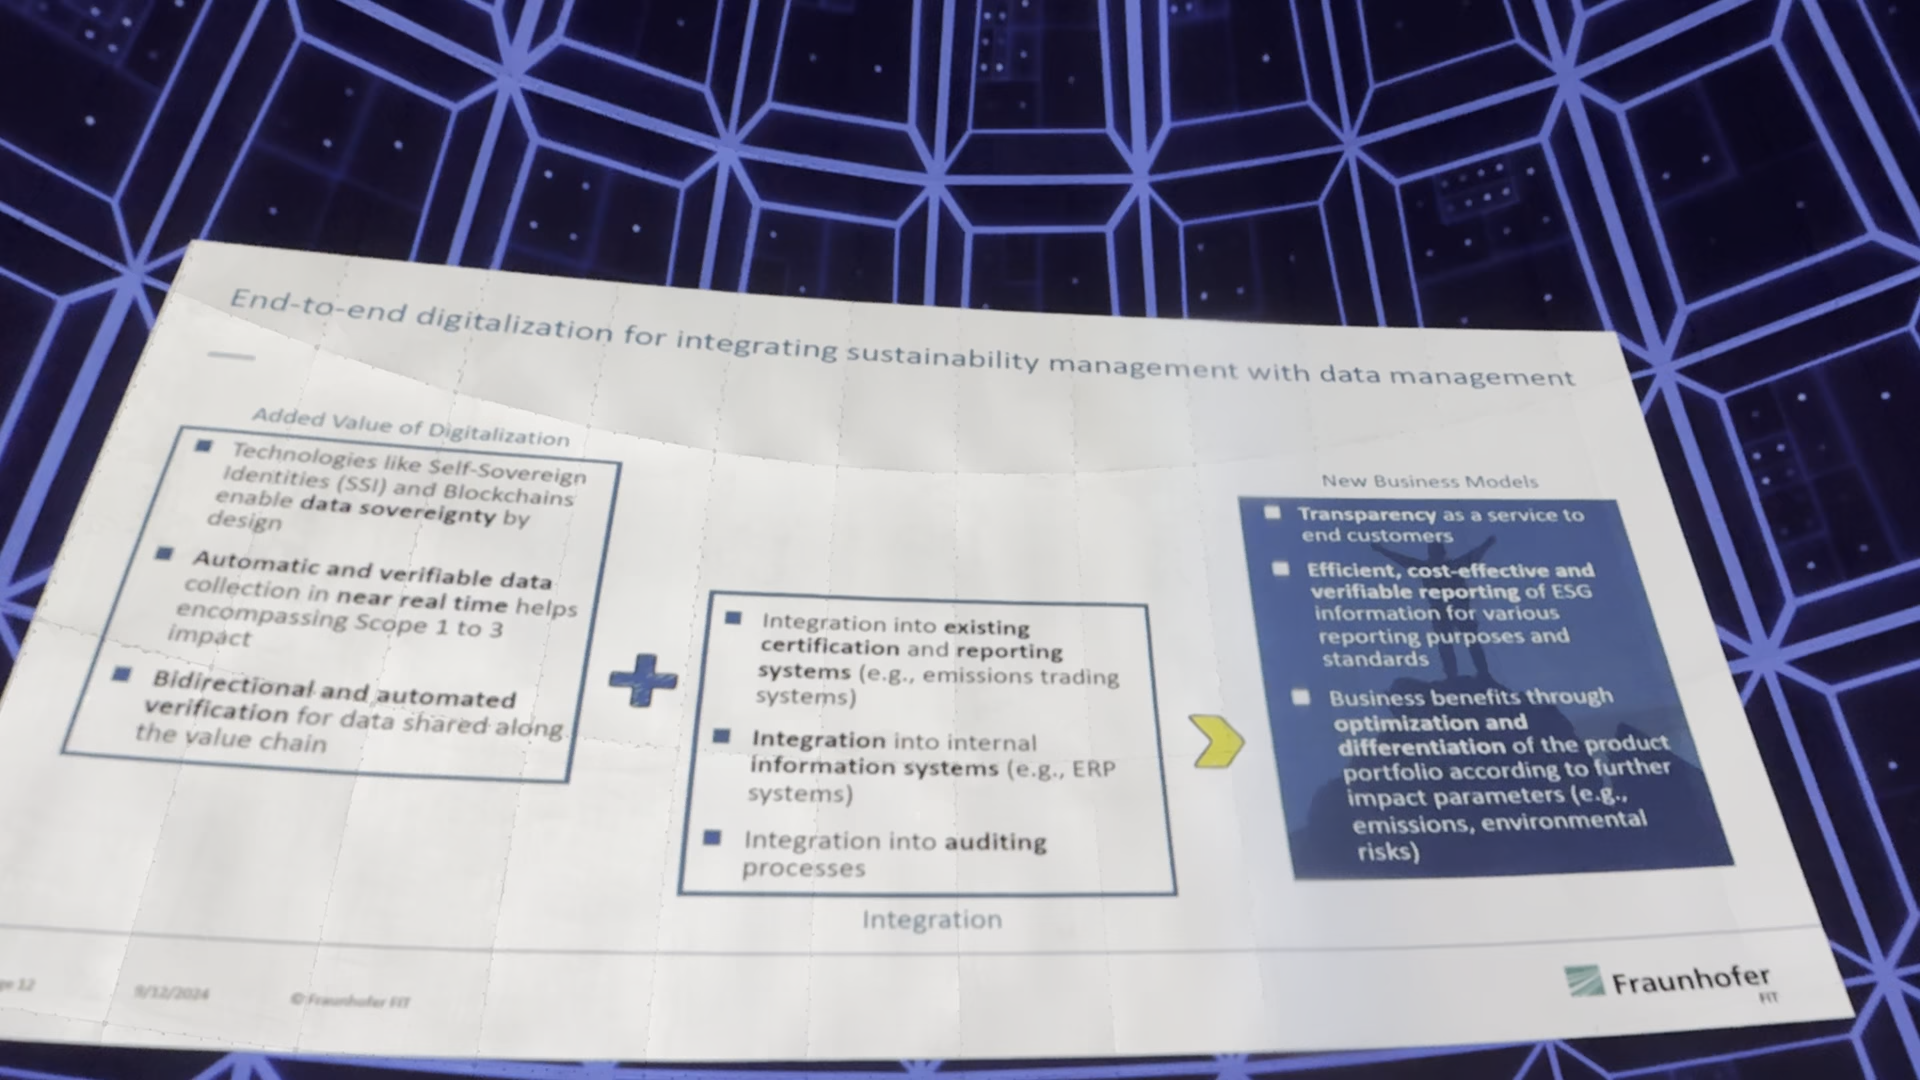 End-to-end digitalization for integrating sustainability management with data management
Added Value of Digitalization
Technologies like Self-Sovereign
Identities (SSI) and Blockchains
enable data sovereignty by
design
Automatic and verifiable data
collection in near real time helps
encompassing Scope 1 to 3
impact
Bidirectional and automated
verification for data shared along
the value chain
Integration into existing
certification and reporting
systems (e.g., emissions trading
systems)
Integration into internal
information systems (e.g., ERP
systems)
Integration into auditing
processes
Integration
New Business Models
Transparency as a service to
end customers
Efficient, cost-effective and
verifiable reporting of ESG
information for various
reporting purposes and
standards
Business benefits through
optimization and
differentiation of the product
portfolio according to further
impact parameters (e.g.,
emissions, environmental
risks)
12
9/12/2024
© Fraunhofer FIT
Fraunhofer
FIT